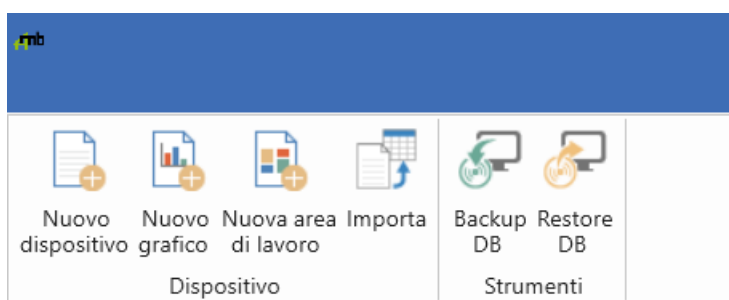 Nuovo dispositivo
Nuovo grafico
Nuova area di lavoro
Importa
Backup DB
Restore DB
Dispositivo
Strumenti